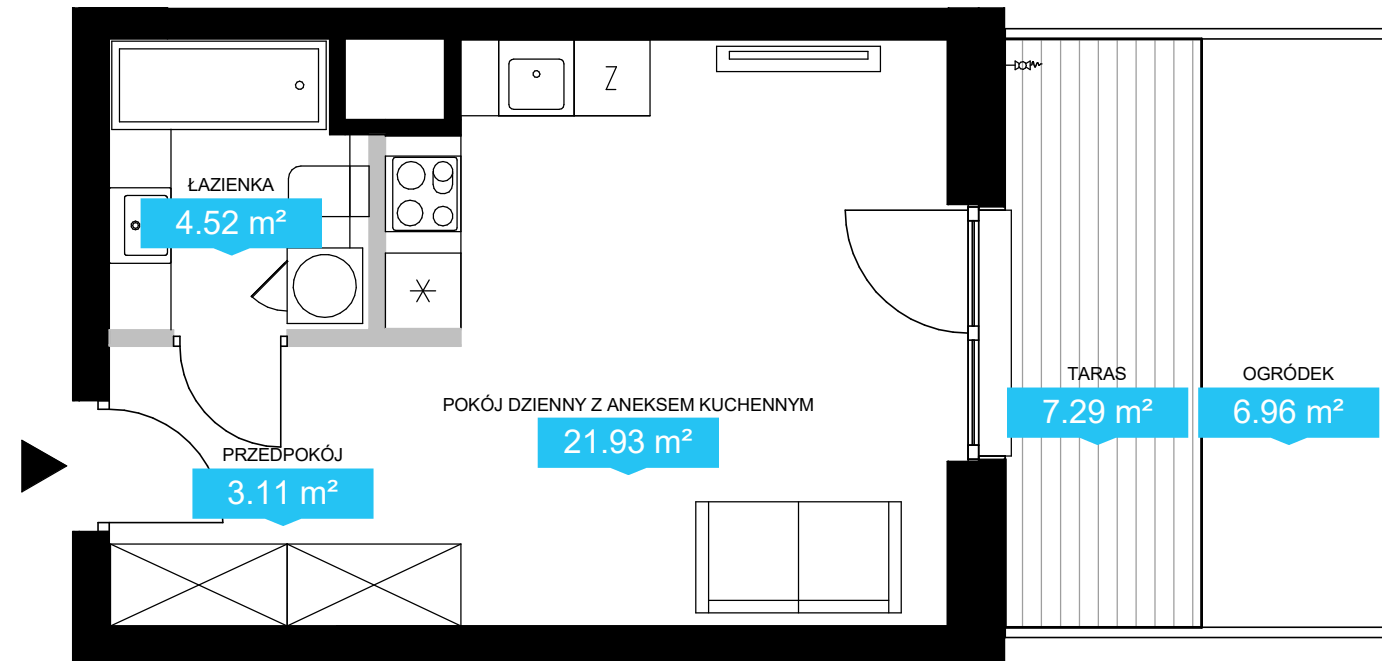 Z
ŁAZIENKA
4.52 m²
TARAS
7.29 m²
OGRÓDEK
6.96 m²
POKÓJ DZIENNY Z ANEKSEM KUCHENNYM
21.93 m²
PRZEDPOKÓJ
3.11 m²